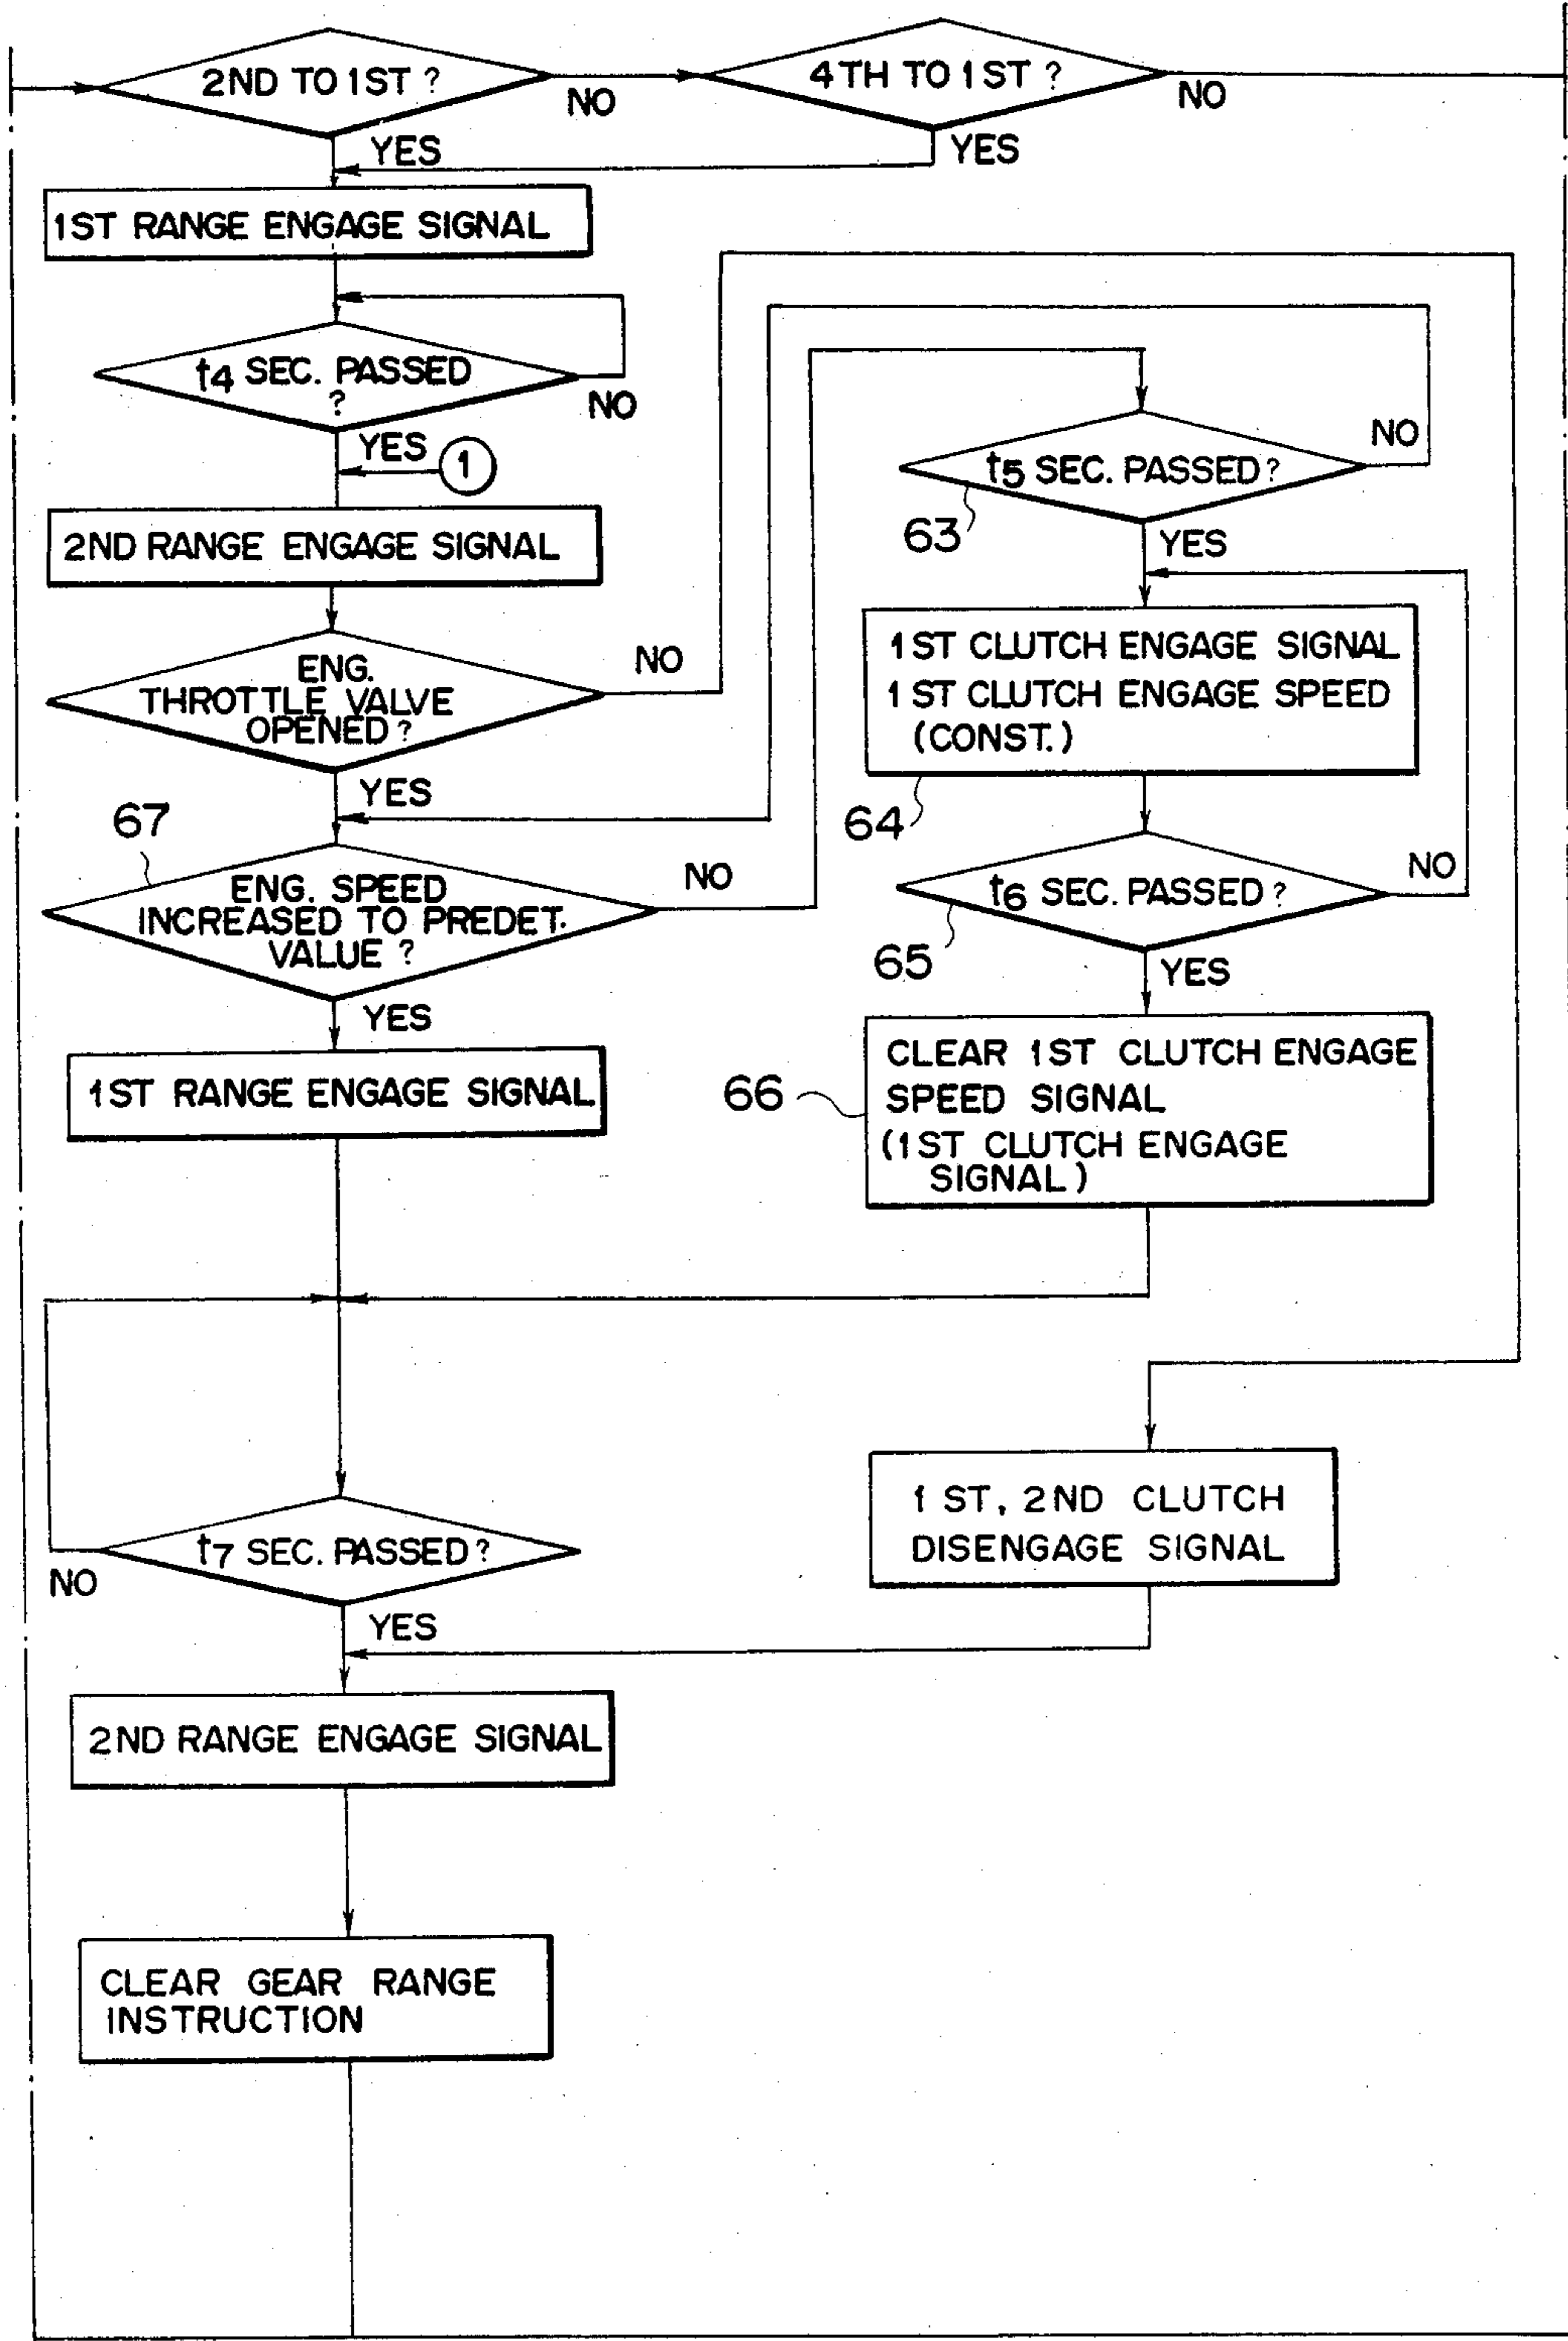 2ND TO 1ST ?
NO
4TH TO 1ST ?
NO
YES
YES
1ST RANGE ENGAGE SIGNAL
t4 SEC. PASSED
?
NO
YES
1
2ND RANGE ENGAGE SIGNAL
ENG.
THROTTLE VALVE
OPENED ?
NO
YES
67
ENG. SPEED
INCREASED TO PREDET.
VALUE ?
NO
YES
1ST RANGE ENGAGE SIGNAL
t5 SEC. PASSED ?
NO
63
YES
1ST CLUTCH ENGAGE SIGNAL
1ST CLUTCH ENGAGE SPEED
(CONST.)
64
t6 SEC. PASSED ?
NO
65
YES
CLEAR 1ST CLUTCH ENGAGE
SPEED SIGNAL
(1ST CLUTCH ENGAGE
SIGNAL)
66
t7 SEC. PASSED ?
NO
YES
1ST, 2ND CLUTCH
DISENGAGE SIGNAL
2ND RANGE ENGAGE SIGNAL
CLEAR GEAR RANGE
INSTRUCTION